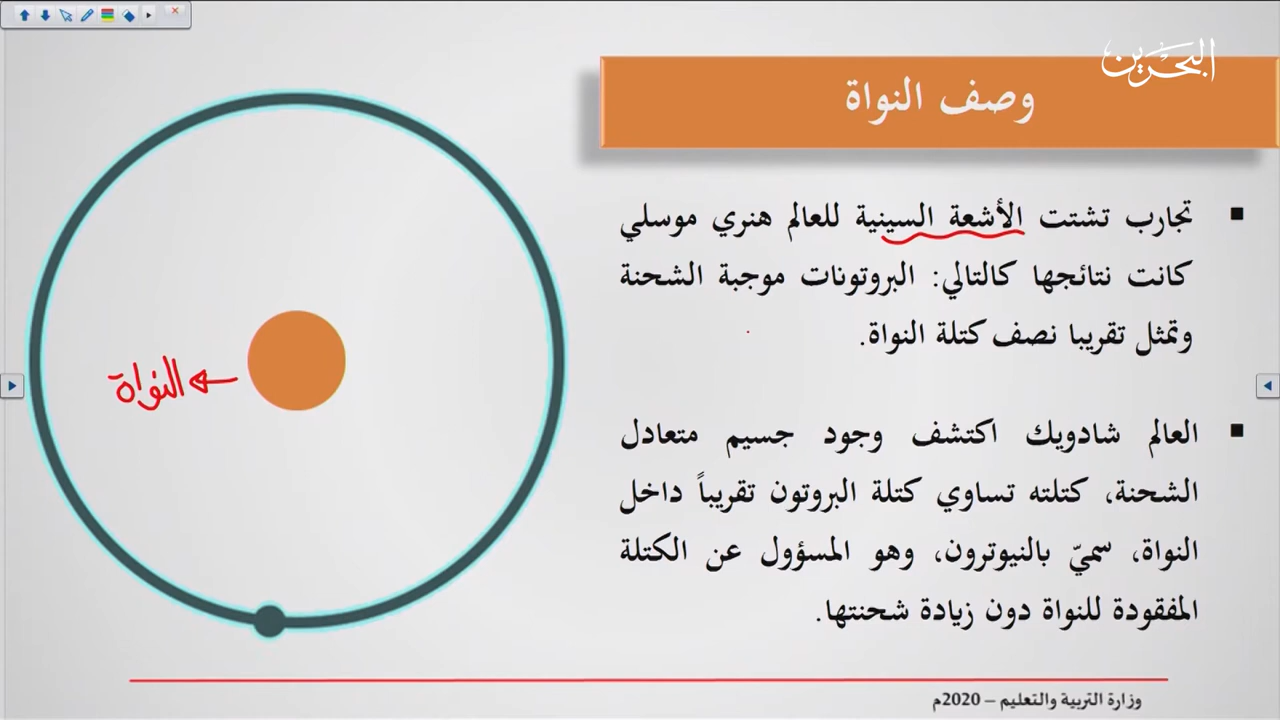 البحرين
وصف النواة
تجارب تشتت الأشعة السينية للعالم هنري موسلي
كانت نتائجها كالتالي: البروتونات موجبة الشحنة
وتمثل تقريبا نصف كتلة النواة.
العالم شادويك اكتشف وجود جسيم متعادل
الشحنة، كتلته تساوي كتلة البروتون تقريباً داخل
النواة، سميّ بالنيوترون، وهو المسؤول عن الكتلة
المفقودة للنواة دون زيادة شحنتها.
النواة
وزارة التربية والتعليم – 2020م